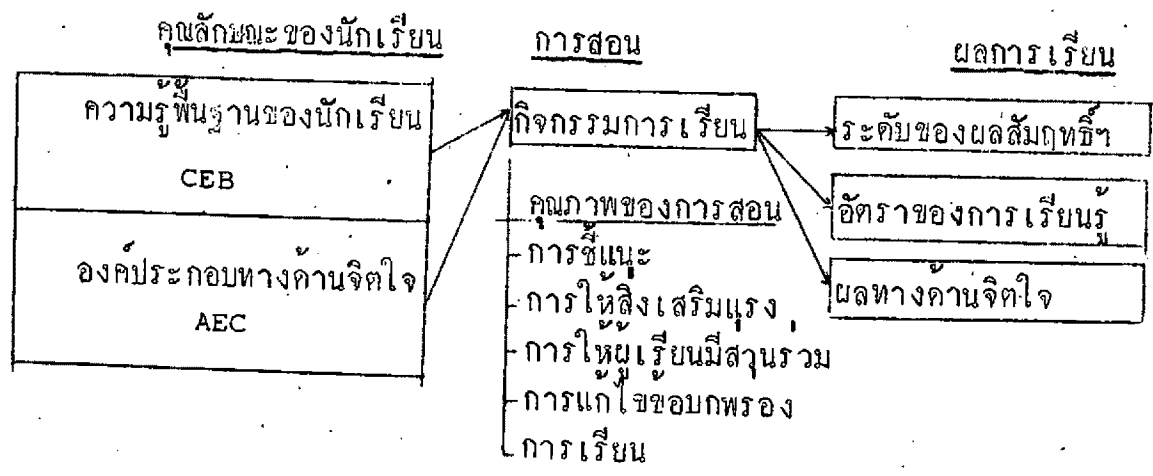 คุณลักษณะของนักเรียน
ความรู้พื้นฐานของนักเรียน
CEB
องค์ประกอบทางด้านจิตใจ
AEC
การสอน
กิจกรรมการเรียน
คุณภาพของการสอน
การชี้แนะ
การให้สิ่งเสริมแรง
การให้ผู้เรียนมีส่วนรวม
การแก้ไขข้อบกพรอง
การเรียน
ผลการเรียน
ระดับของผลสัมฤทธิ์ฯ
อัตราของการเรียนรู้
ผลทางด้านจิตใจ